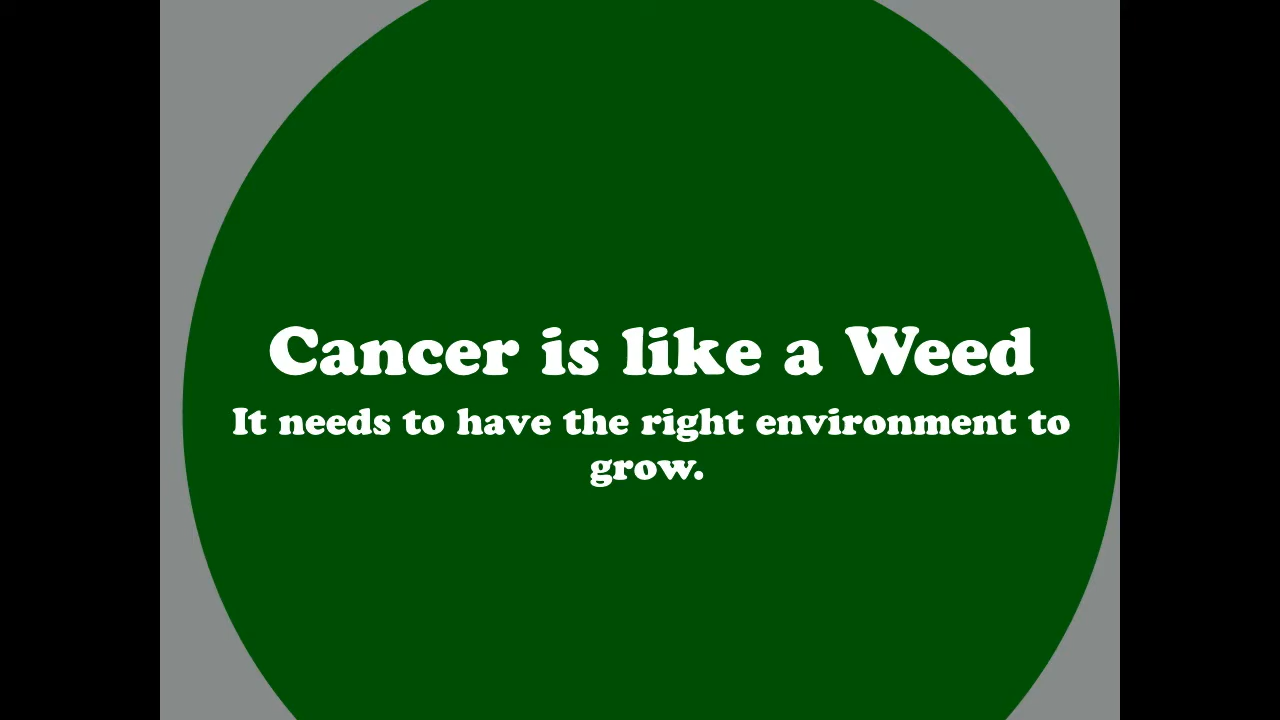 Cancer is like a Weed
It needs to have the right environment to
grow.